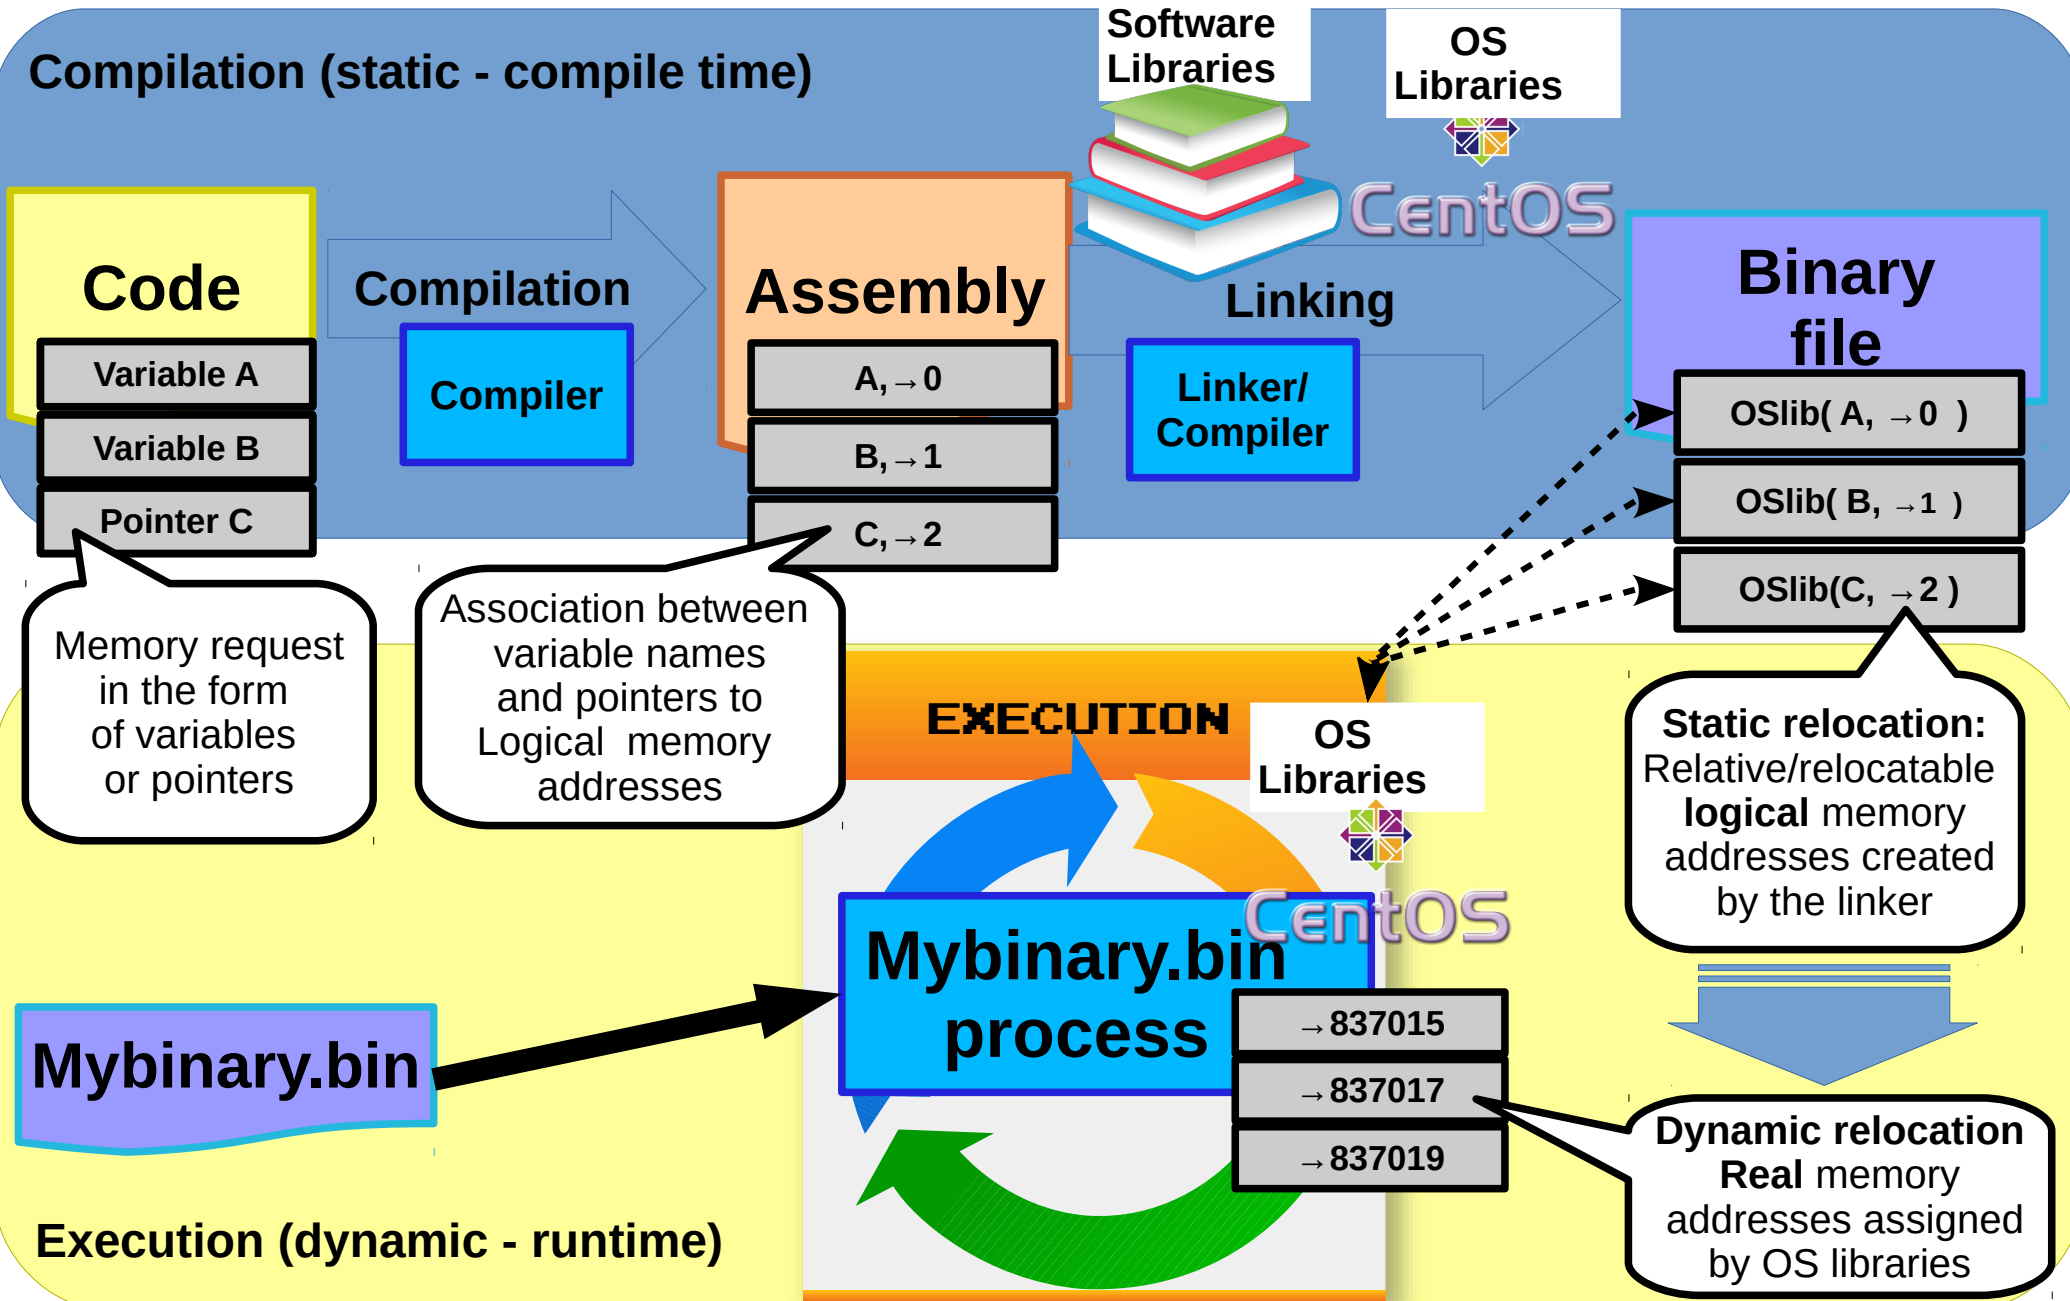 Compilation (static - compile time)
Software
Libraries
OS
Libraries
CentOS
Code
Variable A
Variable B
Pointer C
Compilation
Compiler
Assembly
A,→0
B,→1
C,→2
Linking
Linker/
Compiler
Binary
file
OSlib( A, →0 )
OSlib( B, →1 )
OSlib(C, →2 )
Memory request
in the form
of variables
or pointers
Association between
variable names
and pointers to
Logical memory
addresses
Static relocation:
Relative/relocatable
logical memory
addresses created
by the linker
EXECUTION
OS
Libraries
CentOS
Mybinary.bin
Mybinary.bin
process
→837015
→837017
→837019
Dynamic relocation
Real memory
addresses assigned
by OS libraries
Execution (dynamic - runtime)